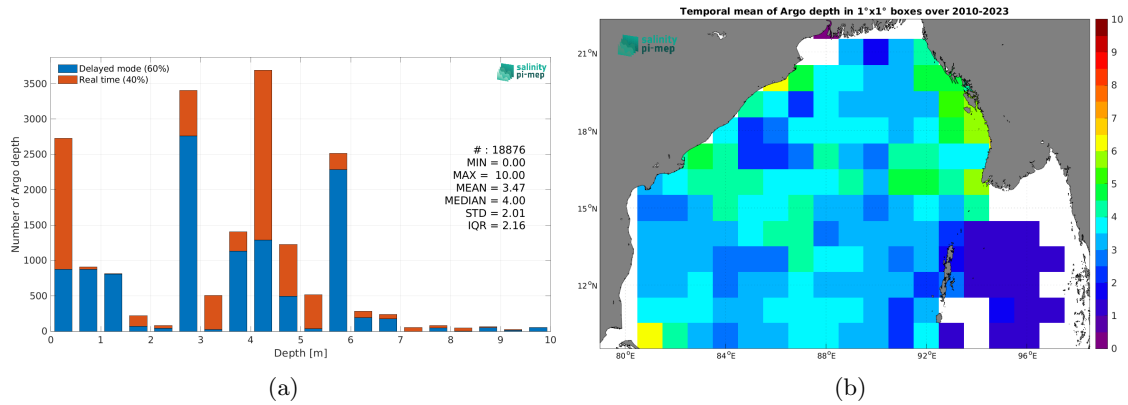 Delayed mode (60%)
Real time (40%)
salinity
pi-mep
# : 18876
MIN = 0.00
MAX = 10.00
MEAN = 3.47
MEDIAN = 4.00
STD = 2.01
IQR = 2.16
Number of Argo depth
3500
3000
2500
2000
1500
1000
500
0
0 1 2 3 4 5 6 7 8 9 10
Depth [m]
(a)
Temporal mean of Argo depth in 1°x1° boxes over 2010-2023
salinity
pi-mep
21°N
18°N
15°N
12°N
80°E 84°E 88°E 92°E 96°E
10
9
8
7
6
5
4
3
2
1
0
(b)